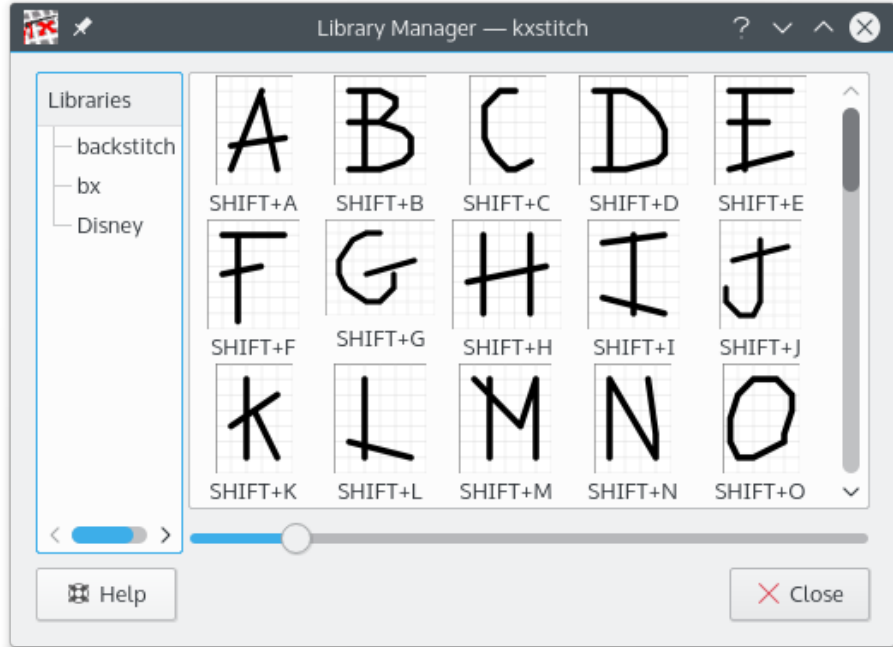 Library Manager — kxstitch
Libraries
backstitch
bx
Disney
A B C D E
SHIFT+A SHIFT+B SHIFT+C SHIFT+D SHIFT+E
F G H I J
SHIFT+F SHIFT+G SHIFT+H SHIFT+I SHIFT+J
K L M N O
SHIFT+K SHIFT+L SHIFT+M SHIFT+N SHIFT+O
Help
Close